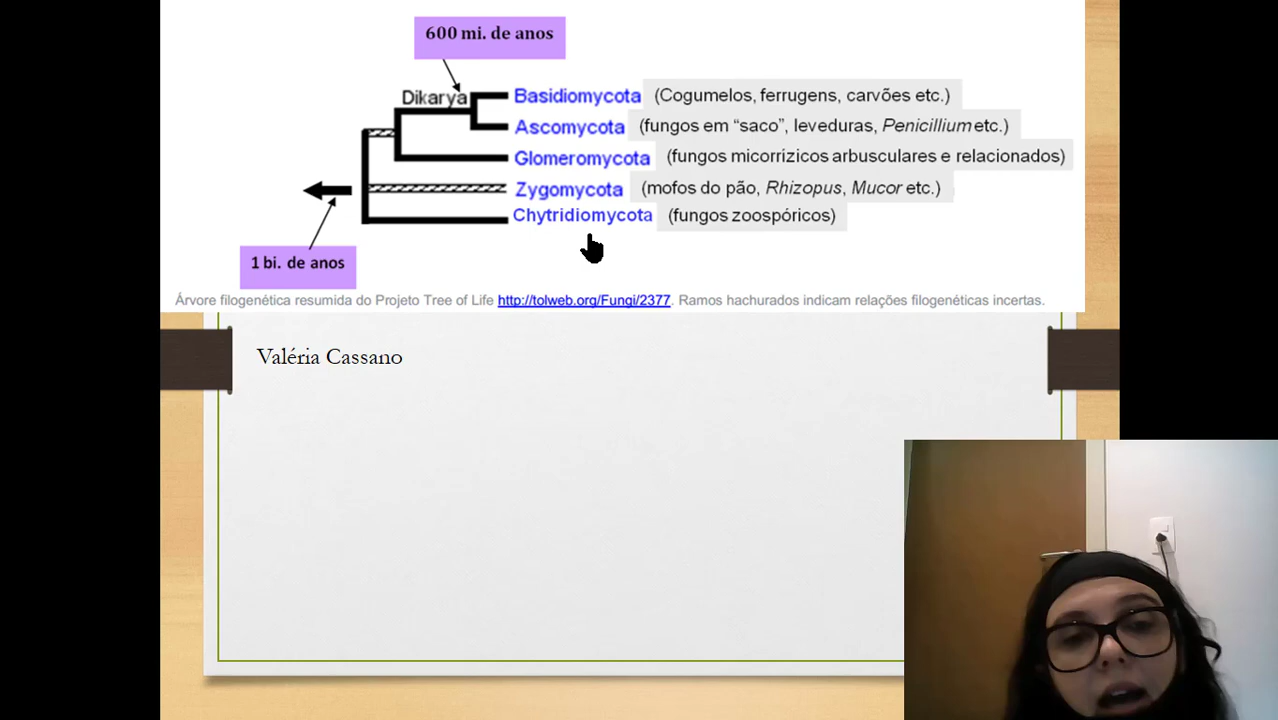 600 mi. de anos
Dikarya
Basidiomycota (Cogumelos, ferrugens, carvões etc.)
Ascomycota (fungos em “saco”, leveduras, Penicillium etc.)
Glomeromycota (fungos micorrízicos arbusculares e relacionados)
Zygomycota (mofos do pão, Rhizopus, Mucor etc.)
Chytridiomycota (fungos zoospóricos)
1 bi. de anos
Árvore filogenética resumida do Projeto Tree of Life http://tolweb.org/Fungi/2377. Ramos hachurados indicam relações filogenéticas incertas.
Valéria Cassano